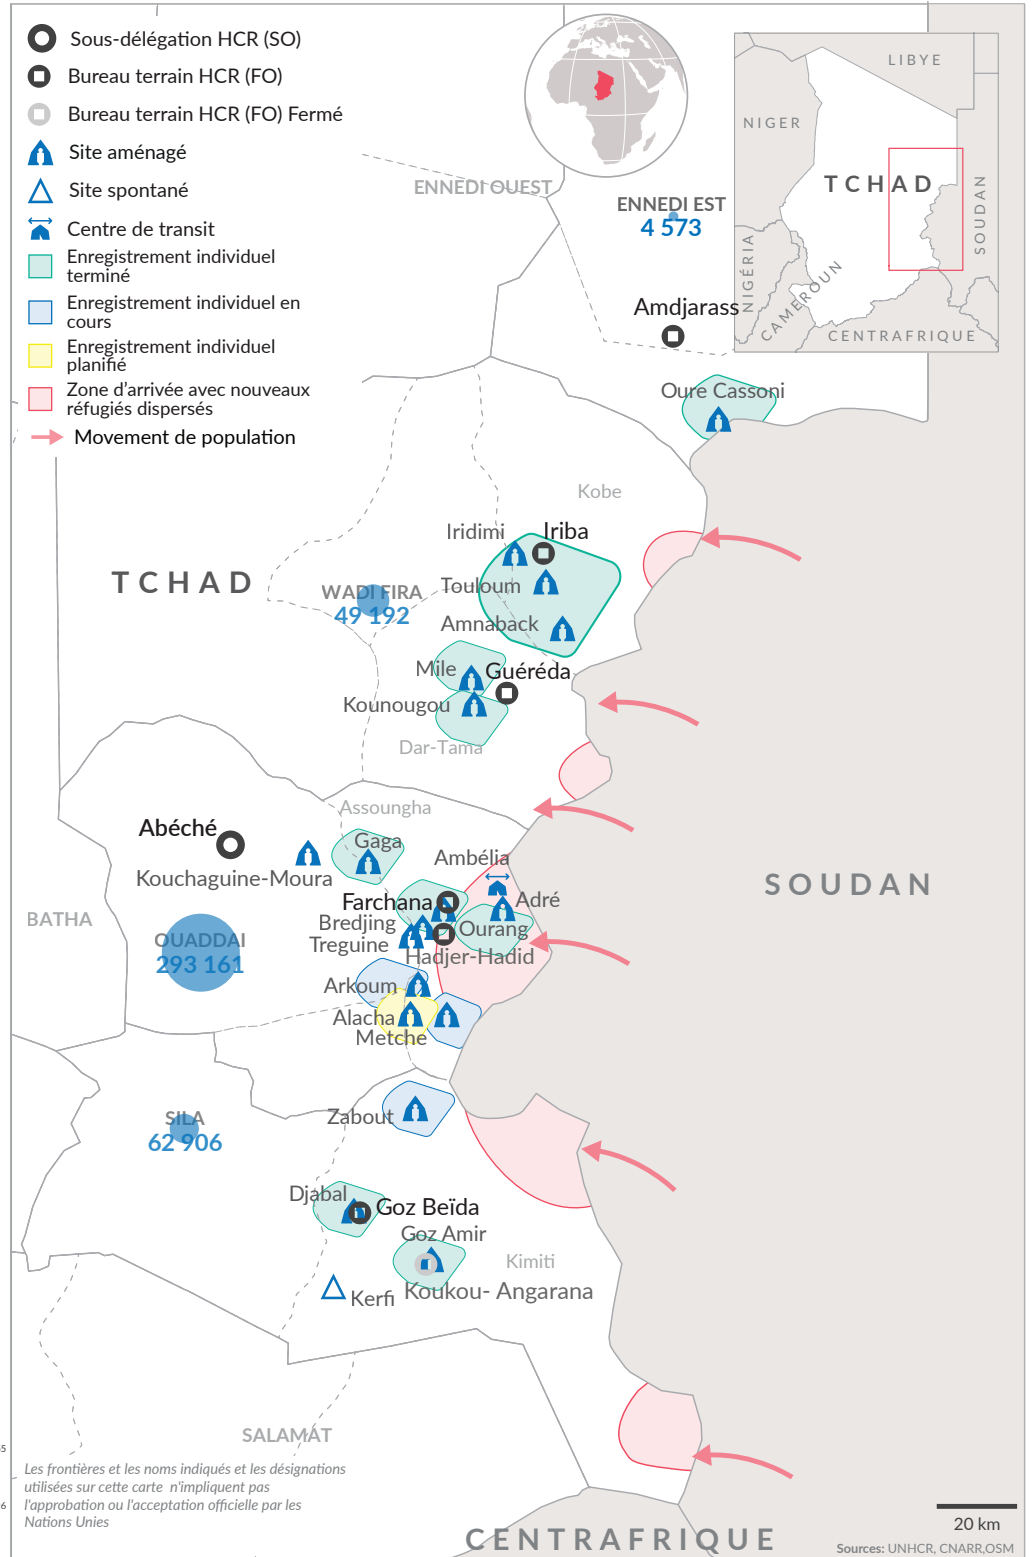 Sous-délégation HCR (SO)
Bureau terrain HCR (FO)
Bureau terrain HCR (FO) Fermé
Site aménagé
Site spontané
Centre de transit
Enregistrement individuel
terminé
Enregistrement individuel en
cours
Enregistrement individuel
planifié
Zone d'arrivée avec nouveaux
réfugiés dispersés
Movement de population
LIBYE
NIGER
TCHAD
SOUDAN
NIGÉRIA
CAMEROUN
CENTRAFRIQUE
ENNEDI OUEST
ENNEDI EST
4 573
Amdjarass
Oure Cassoni
Kobe
Iridimi
Iriba
TCHAD
WADI FIRA
49 192
Touloum
Amnaback
Mile
Guéréda
Kounougou
Dar-Tama
Assoungha
Abéché
Gaga
Ambélia
Kouchaguine-Moura
SOUDAN
Farchana
Adré
BATHA
Bredjing
Ourang
Treguine
OUADDAI
293 161
Hadjer-Hadid
Arkoum
Alacha
Metche
Zabout
SILA
62 906
Djabal
Goz Beïda
Goz Amir
Kimiti
Kerfi
Koukou- Angarana
SALAMAT
Les frontières et les noms indiqués et les désignations
utilisées sur cette carte n'impliquent pas
l'approbation ou l'acceptation officielle par les
Nations Unies
20 km
CENTRAFRIQUE
Sources: UNHCR, CNARR,OSM